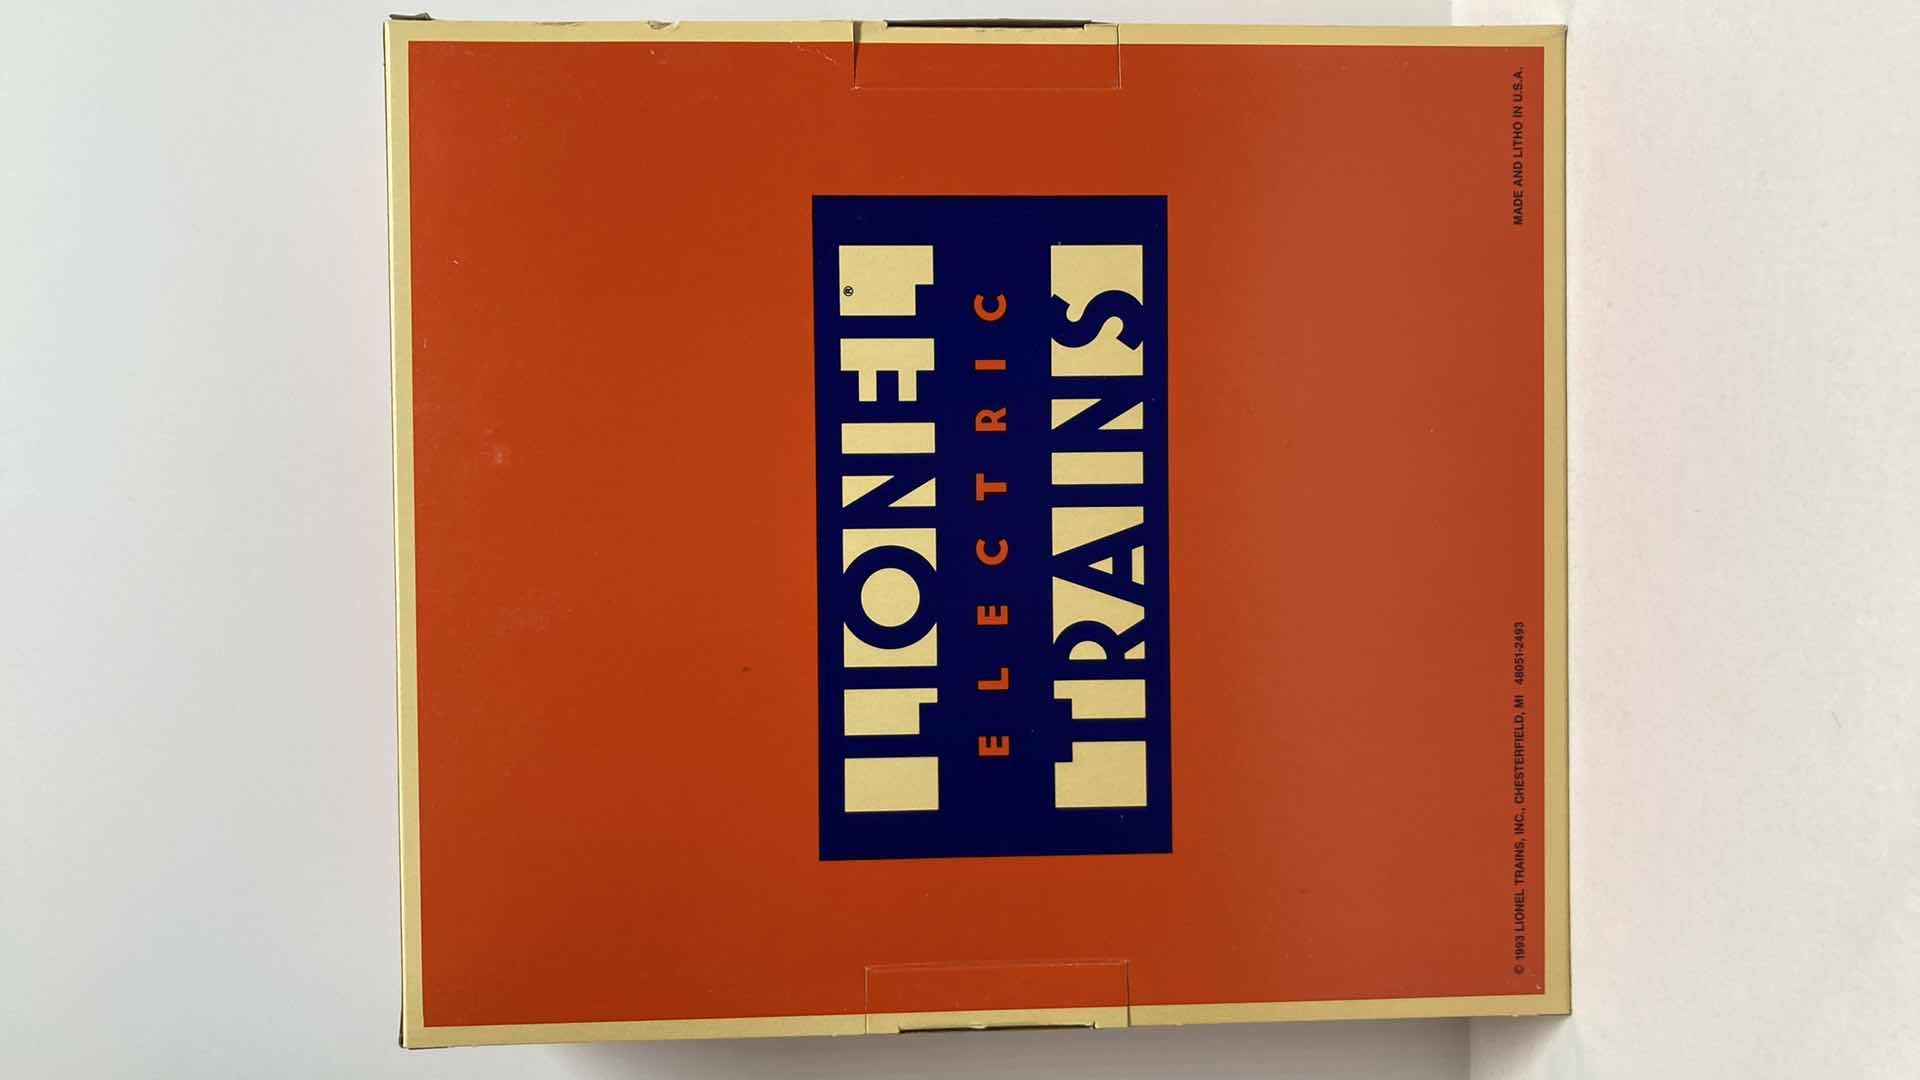 LIONEL®
ELECTRIC
TRAINS
© 1993 LIONEL TRAINS, INC., CHESTERFIELD, MI 48051-2493
MADE AND LITHO IN U.S.A.